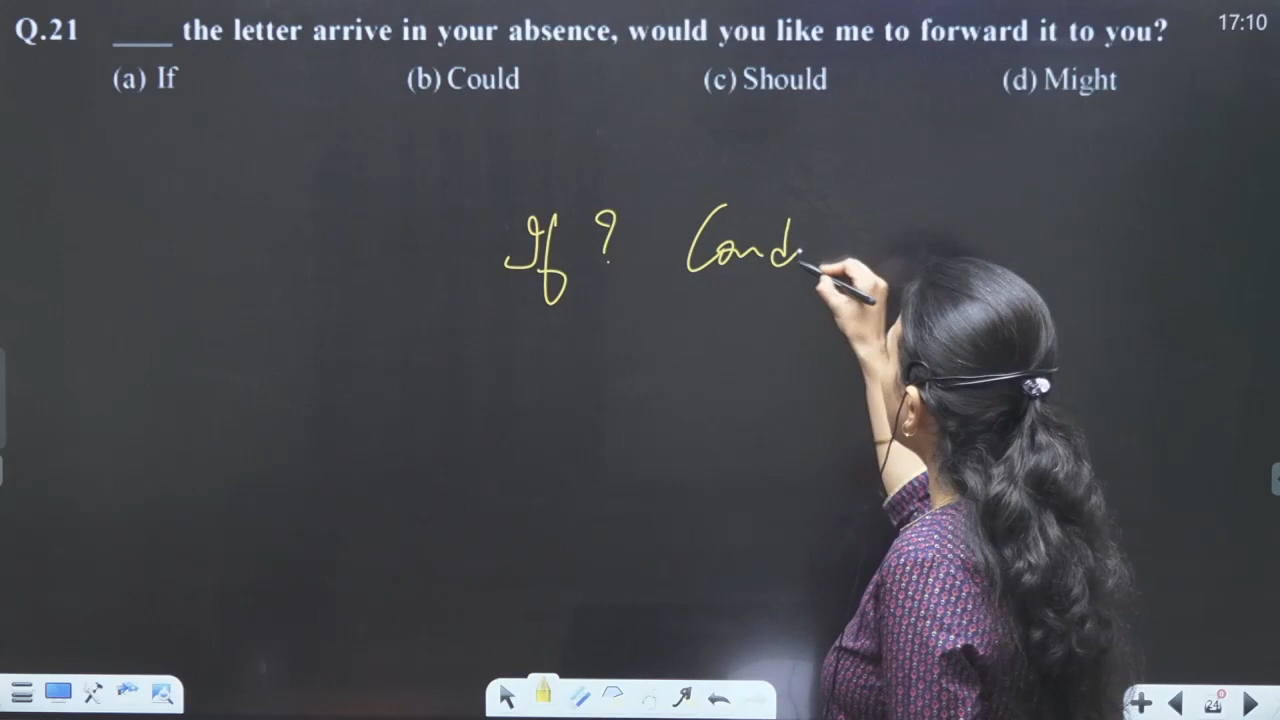 Q.21 ____ the letter arrive in your absence, would you like me to forward it to you? 17:10
(a) If (b) Could (c) Should (d) Might
If ? Cond
24